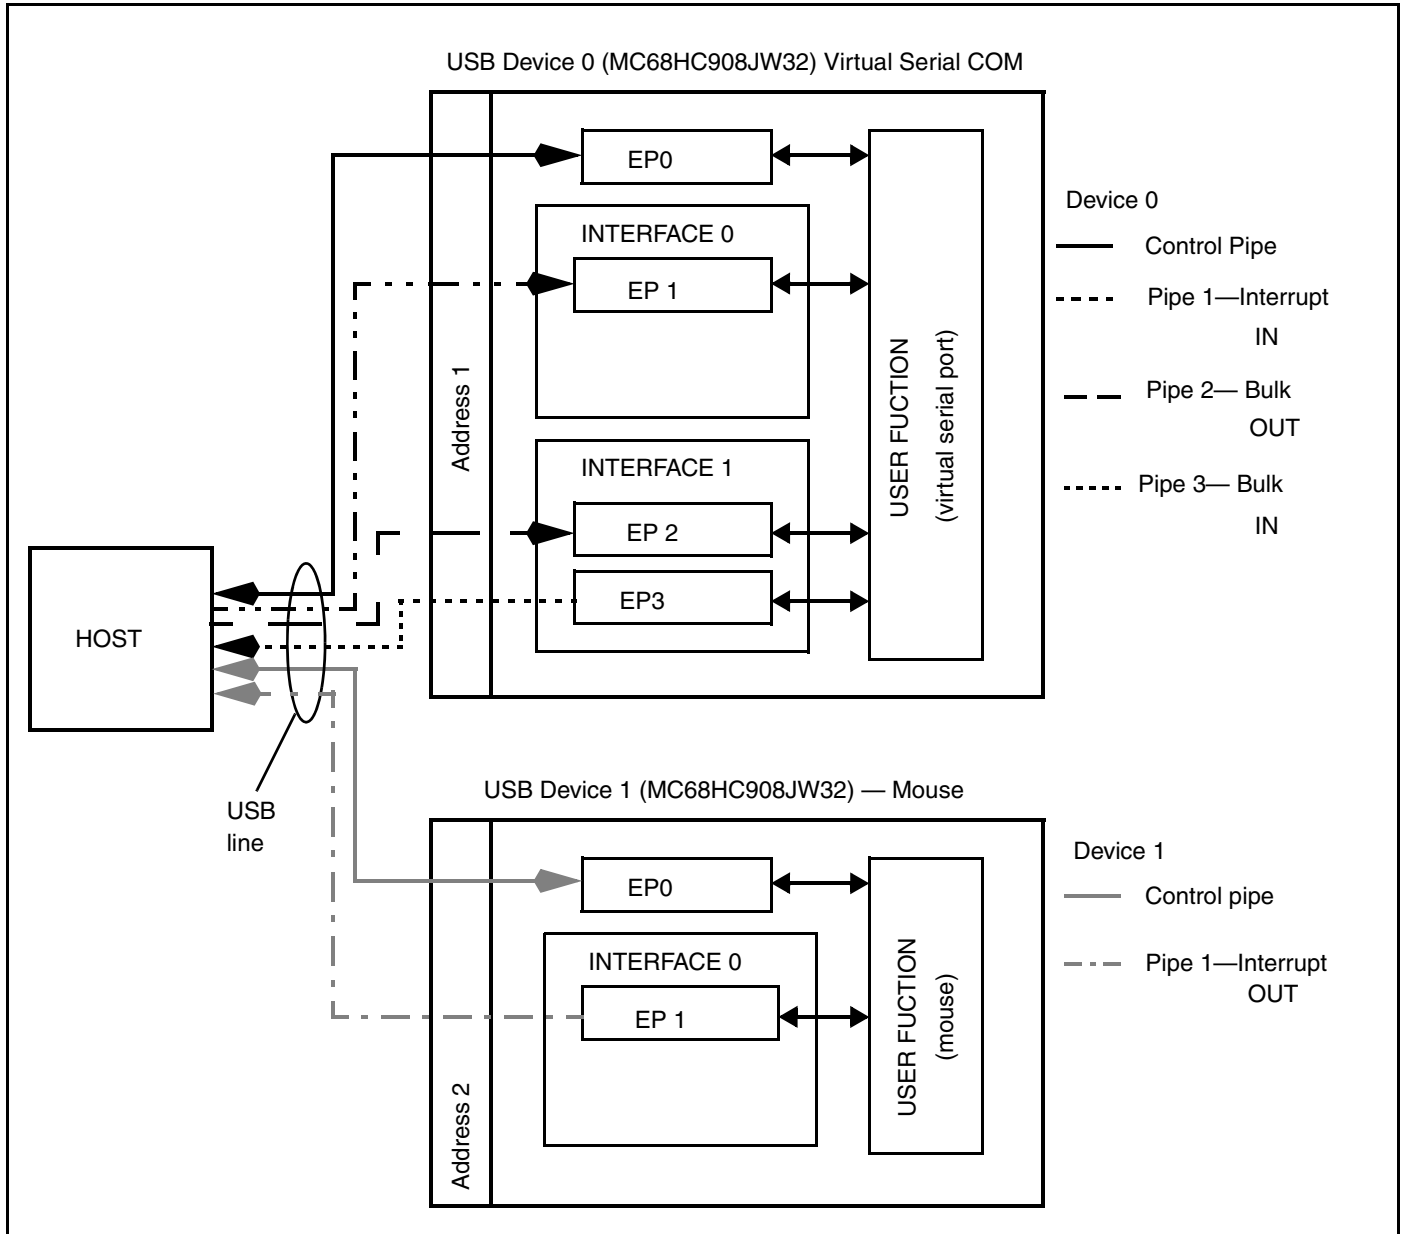 USB Device 0 (MC68HC908JW32) Virtual Serial COM
EP0
INTERFACE 0
EP 1
Address 1
INTERFACE 1
EP 2
EP3
USER FUCTION
(virtual serial port)
Device 0
Control Pipe
Pipe 1—Interrupt
IN
Pipe 2— Bulk
OUT
Pipe 3— Bulk
IN
HOST
USB
line
USB Device 1 (MC68HC908JW32) — Mouse
EP0
INTERFACE 0
EP 1
Address 2
USER FUCTION
(mouse)
Device 1
Control pipe
Pipe 1—Interrupt
OUT